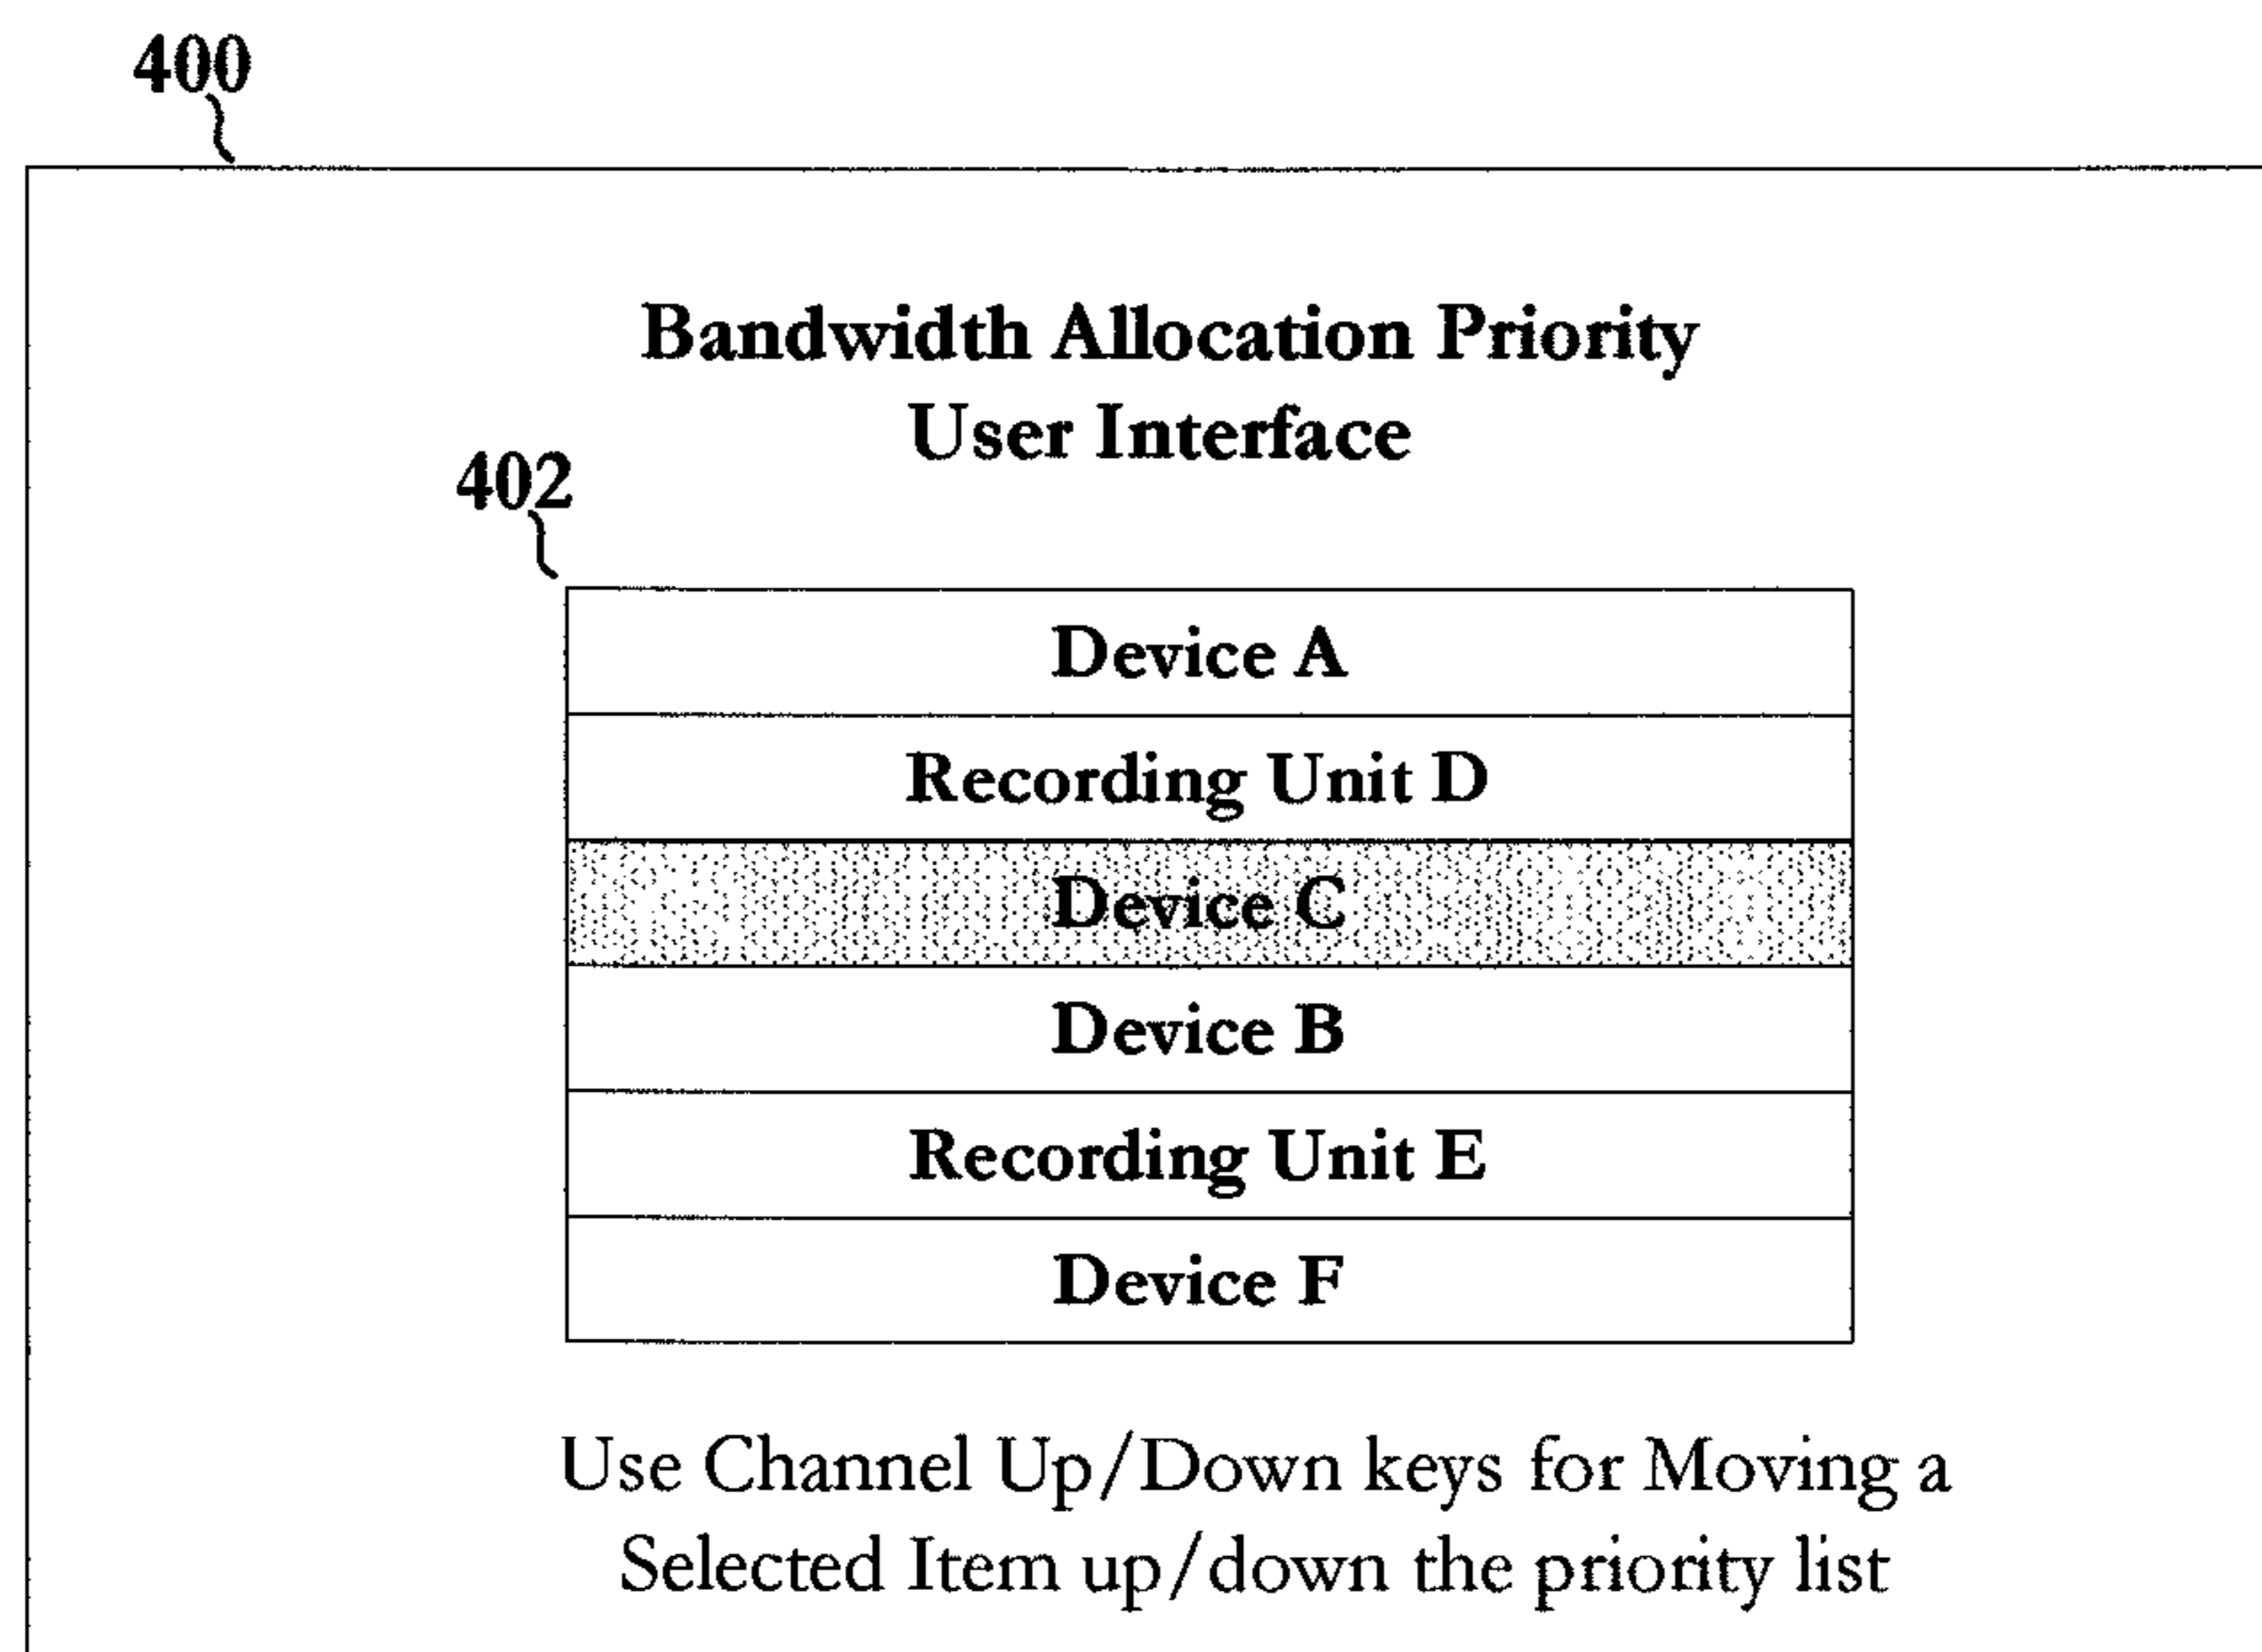 400
Bandwidth Allocation Priority
User Interface
402
Device A
Recording Unit D
Device C
Device B
Recording Unit E
Device F
Use Channel Up/Down keys for Moving a
Selected Item up/down the priority list